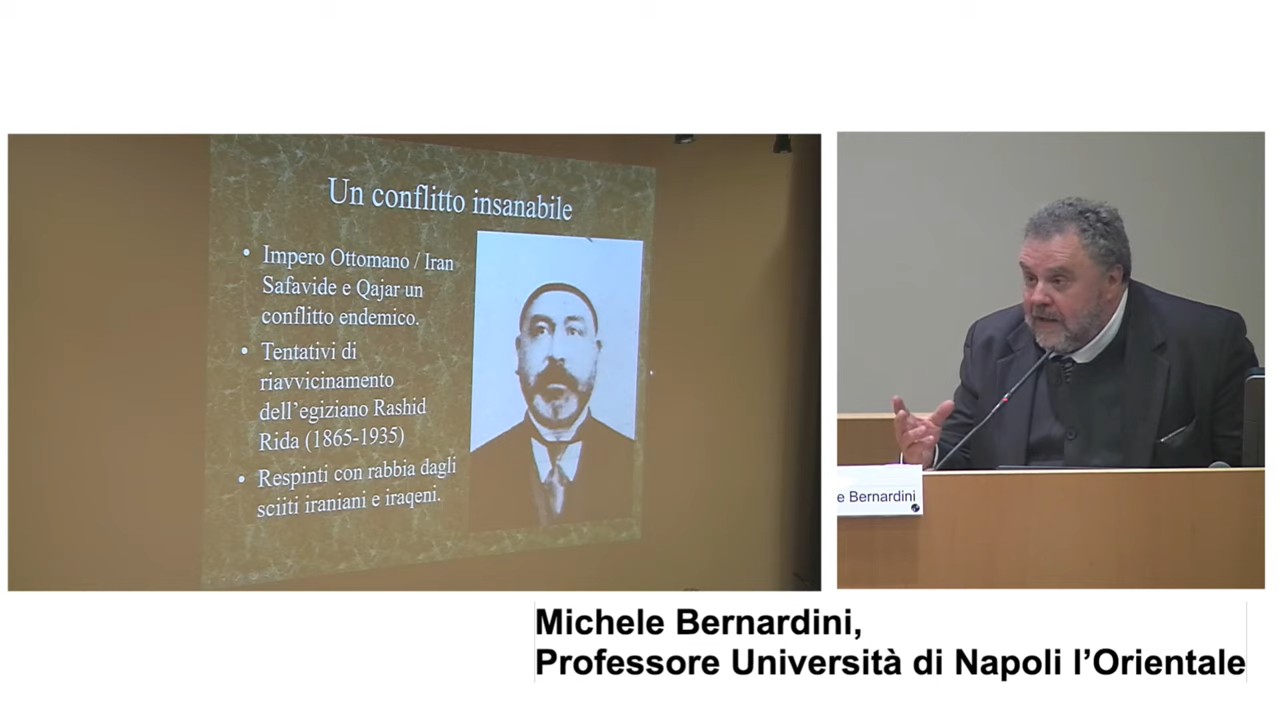 Un conflitto insanabile
• Impero Ottomano / Iran
Safavide e Qajar un
conflitto endemico.
• Tentativi di
riavvicinamento
dell'egiziano Rashid
Rida (1865-1935)
• Respinti con rabbia dagli
sciiti iraniani e iraqeni.
e Bernardini
Michele Bernardini,
Professore Università di Napoli l'Orientale